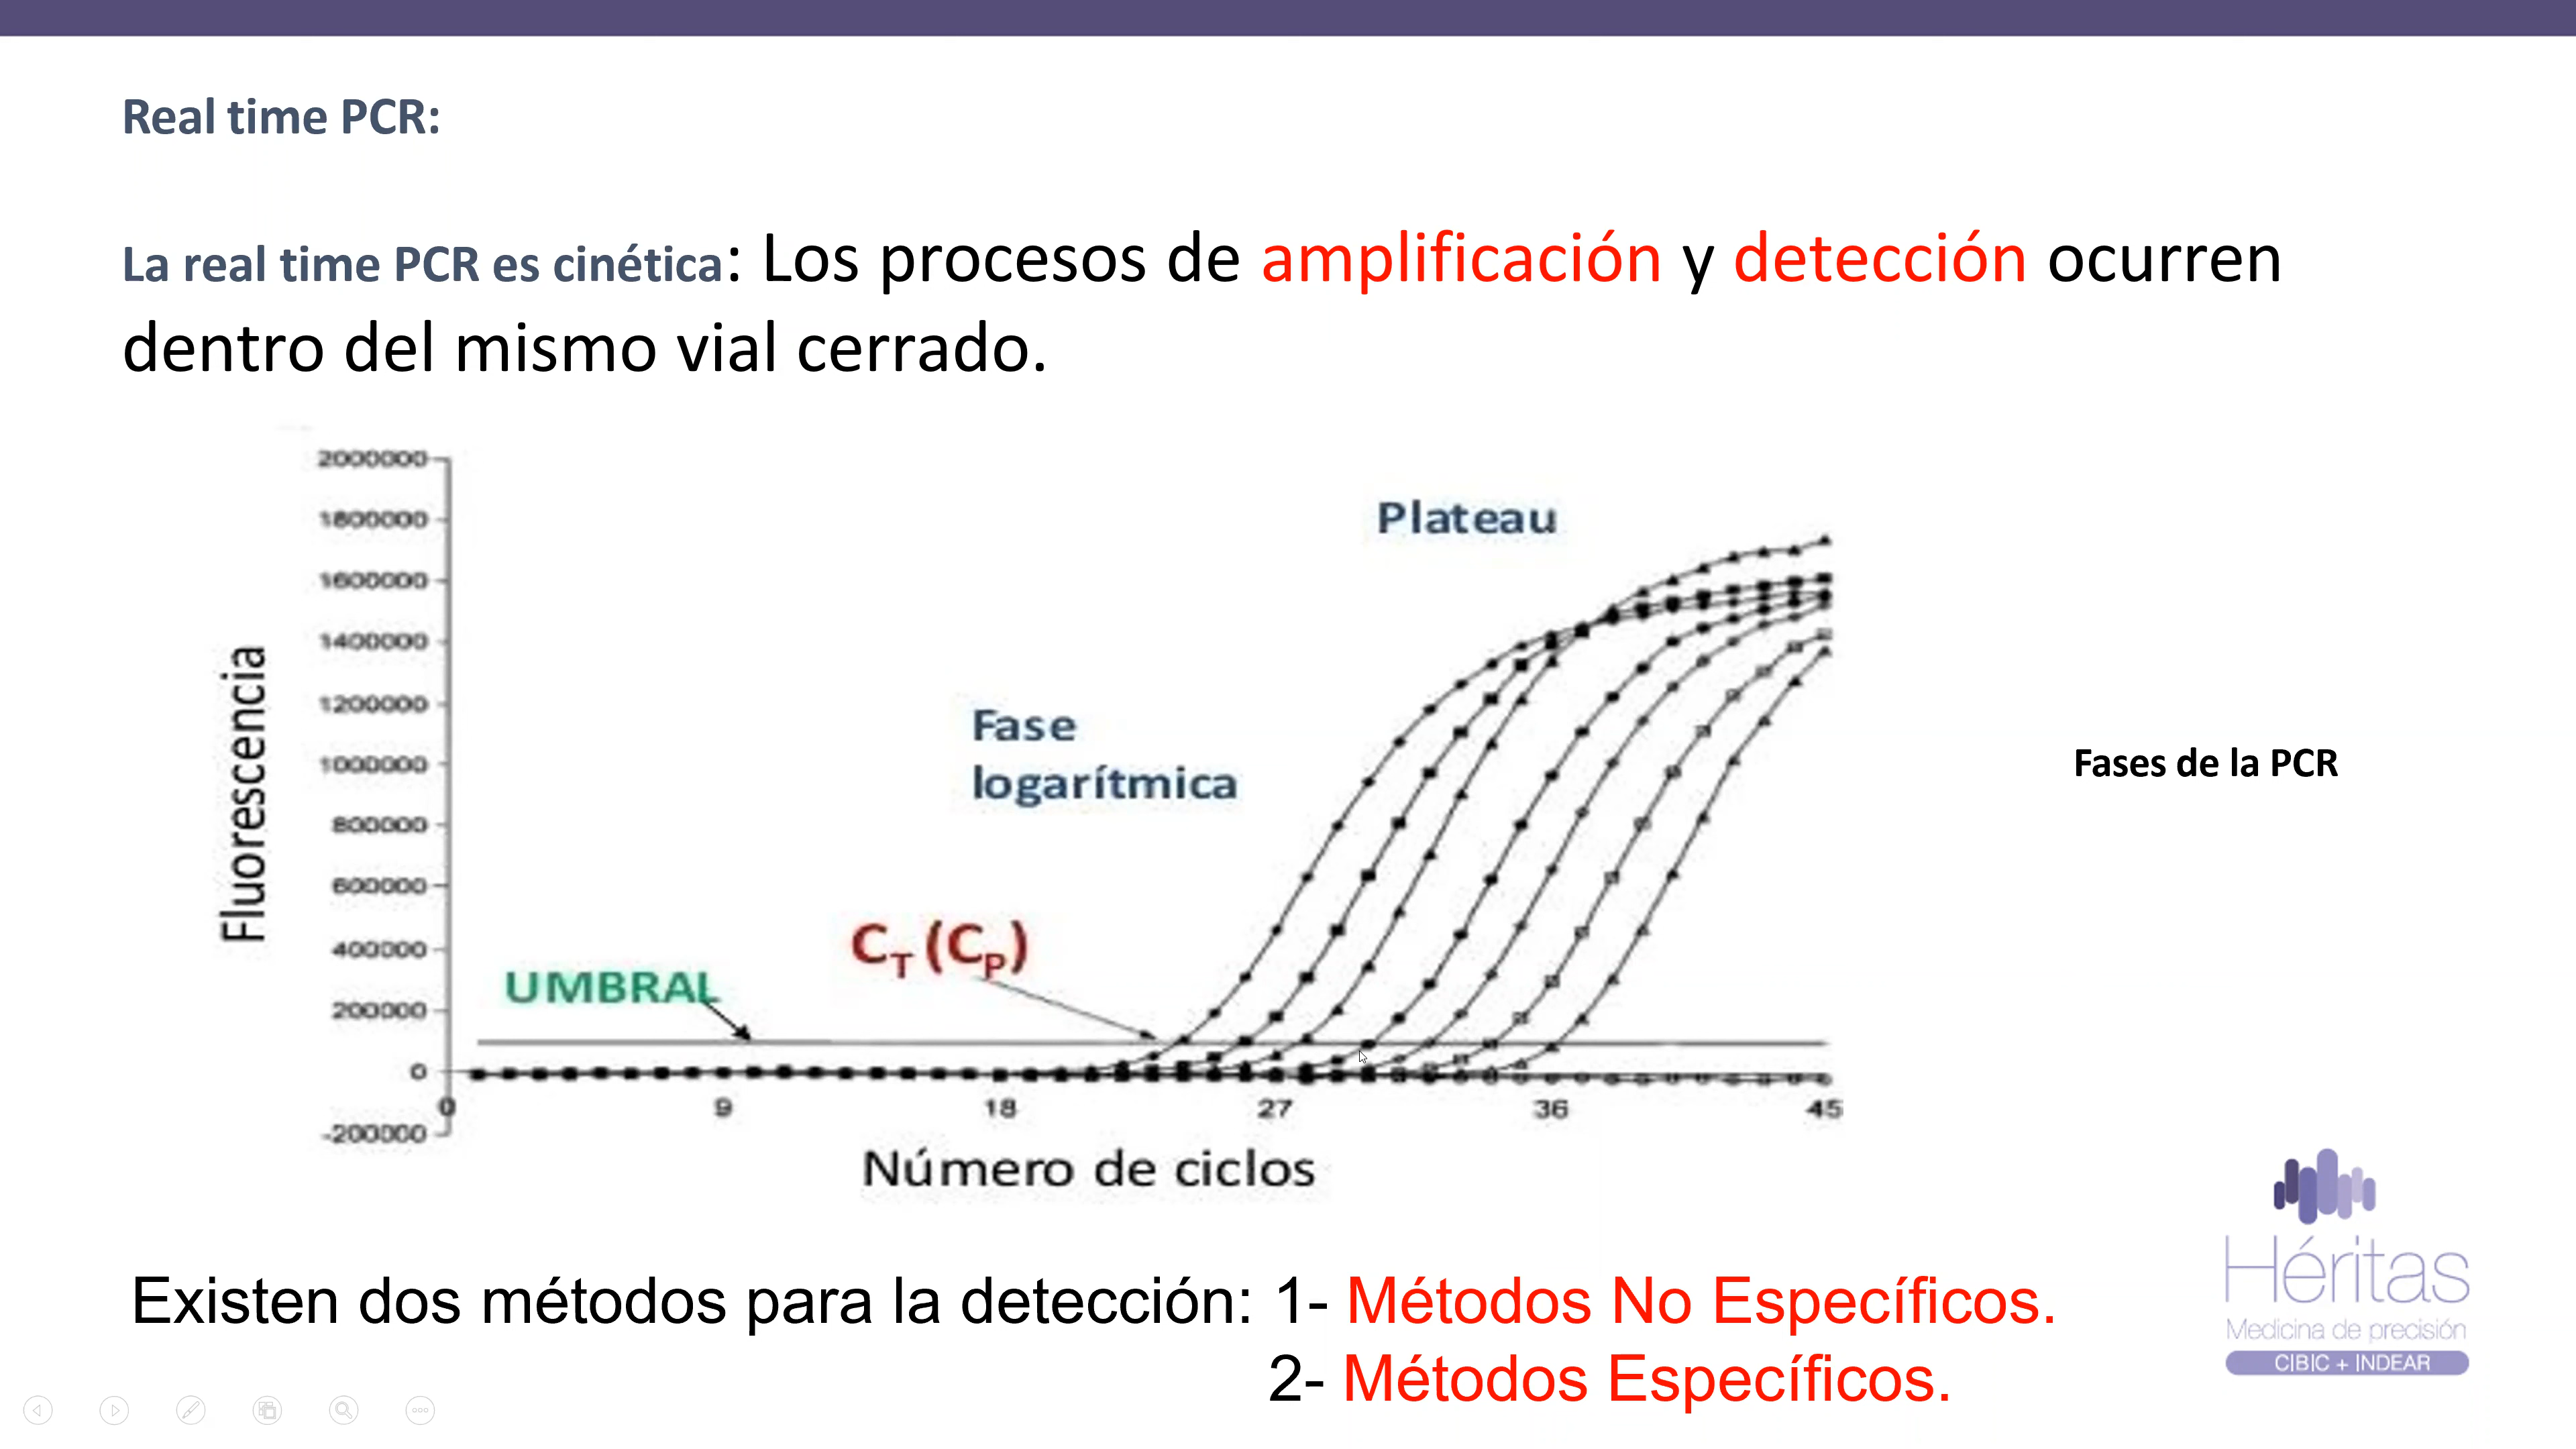 Real time PCR:
La real time PCR es cinética: Los procesos de amplificación y detección ocurren
dentro del mismo vial cerrado.
2000000
1800000
1600000
1400000
1200000
1000000
800000
600000
400000
200000
0
-200000
Fluorescencia
Plateau
Fase
logarítmica
CT (CP)
UMBRAL
0 9 18 27 36 45
Número de ciclos
Fases de la PCR
Existen dos métodos para la detección: 1- Métodos No Específicos.
2- Métodos Específicos.
Héritas
Medicina de precisión
CIBIC + INDEAR